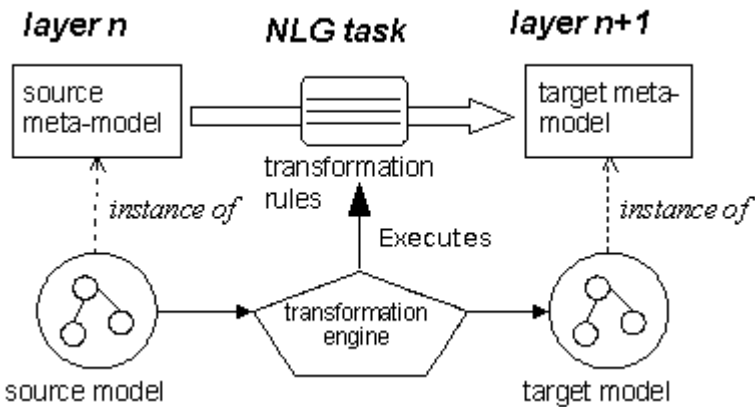 layer n
NLG task
layer n+1
source
meta-model
target meta-
model
transformation
rules
instance of
instance of
Executes
transformation
engine
source model
target model